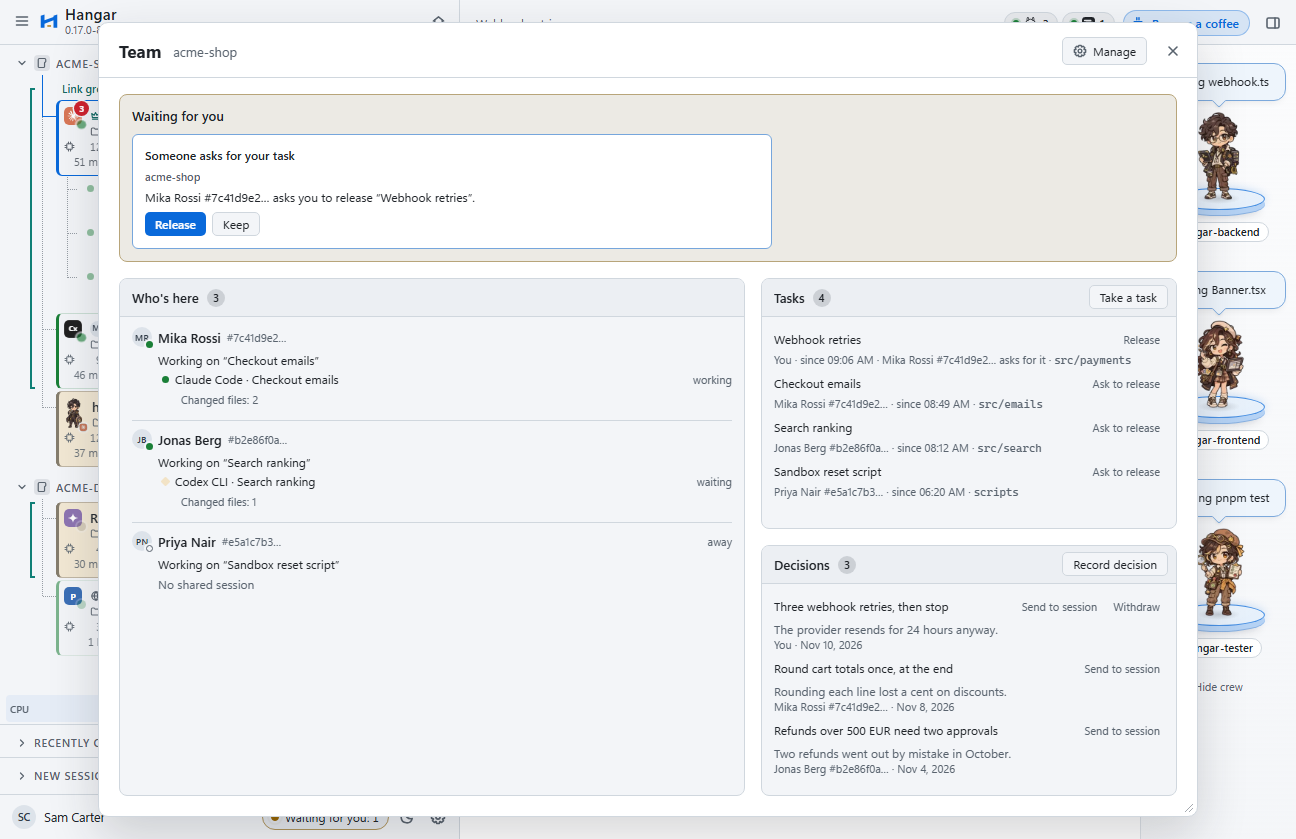 Hangar
0.17.0-8
a coffee
Team acme-shop
Manage
Waiting for you
Someone asks for your task
acme-shop
Mika Rossi #7c41d9e2... asks you to release “Webhook retries”.
Release Keep
Who's here 3
MR Mika Rossi #7c41d9e2...
Working on “Checkout emails”
Claude Code · Checkout emails working
Changed files: 2
JB Jonas Berg #b2e86f0a...
Working on “Search ranking”
Codex CLI · Search ranking waiting
Changed files: 1
PN Priya Nair #e5a1c7b3... away
Working on “Sandbox reset script”
No shared session
Tasks 4 Take a task
Webhook retries Release
You · since 09:06 AM · Mika Rossi #7c41d9e2... asks for it · src/payments
Checkout emails Ask to release
Mika Rossi #7c41d9e2... · since 08:49 AM · src/emails
Search ranking Ask to release
Jonas Berg #b2e86f0a... · since 08:12 AM · src/search
Sandbox reset script Ask to release
Priya Nair #e5a1c7b3... · since 06:20 AM · scripts
Decisions 3 Record decision
Three webhook retries, then stop Send to session Withdraw
The provider resends for 24 hours anyway.
You · Nov 10, 2026
Round cart totals once, at the end Send to session
Rounding each line lost a cent on discounts.
Mika Rossi #7c41d9e2... · Nov 8, 2026
Refunds over 500 EUR need two approvals Send to session
Two refunds went out by mistake in October.
Jonas Berg #b2e86f0a... · Nov 4, 2026
ACME-S
Link gr
3
51 m
Cx
46 m
37 m
ACME-D
30 m
P
CPU
RECENTLY
NEW SESSIO
SC Sam Carter
Waiting for you: 1
webhook.ts
gar-backend
ng Banner.tsx
gar-frontend
ng pnpm test
ngar-tester
Hide crew